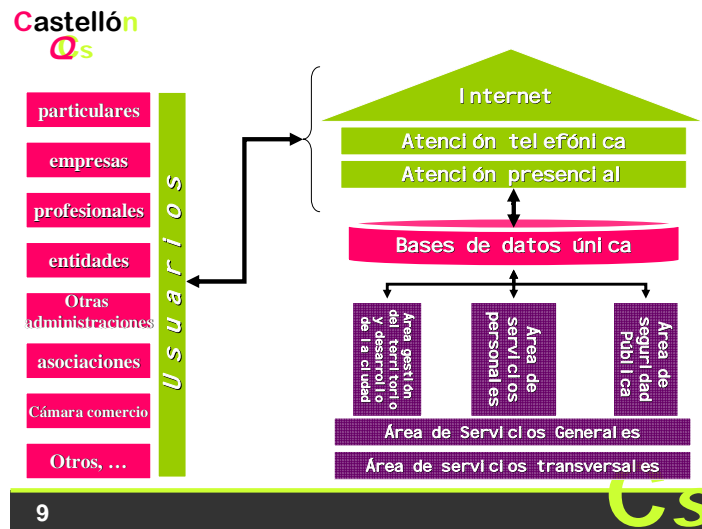 Castellón
QCs
particulares
empresas
profesionales
entidades
Otras
administraciones
asociaciones
Cámara comercio
Otros, …
Usuarios
Internet
Atención telefónica
Atención presencial
Bases de datos única
Área gestión
del territorio
y desarrollo
de la ciudad
Área de
servicios
personales
Área de
seguridad
Pública
Área de Servicios Generales
Área de servicios transversales
9
Cs